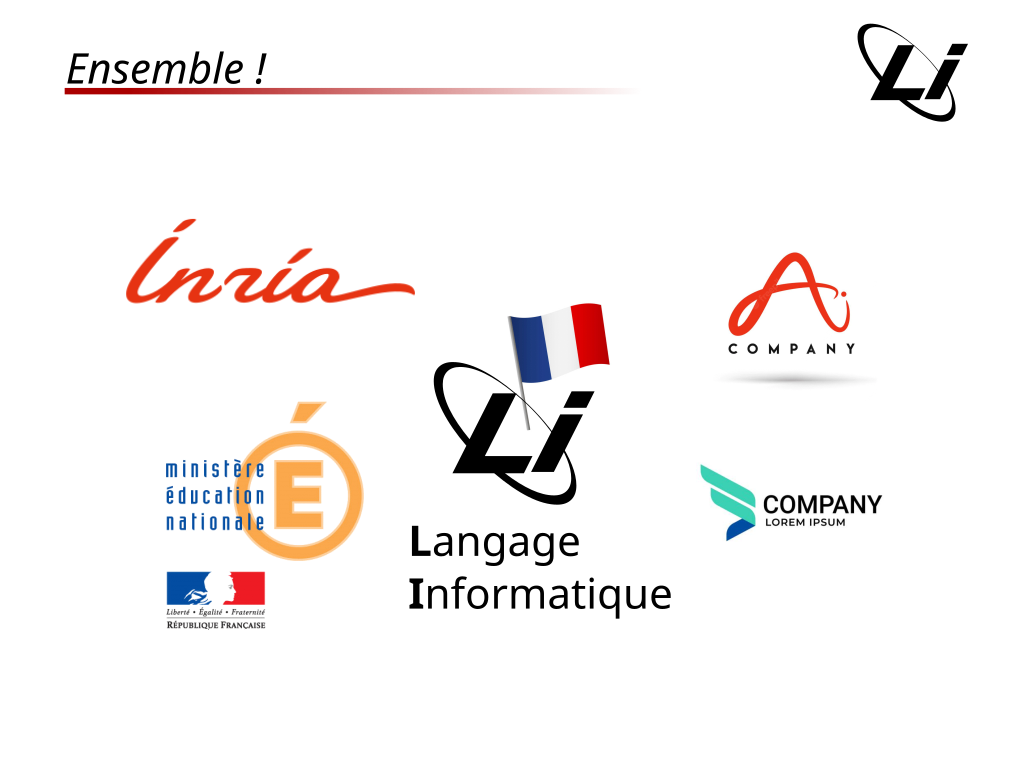 Ensemble !
Li
Inria
COMPANY
Li
ministère
éducation
nationale
É
COMPANY
LOREM IPSUM
Langage
Informatique
Liberté • Égalité • Fraternité
RÉPUBLIQUE FRANÇAISE